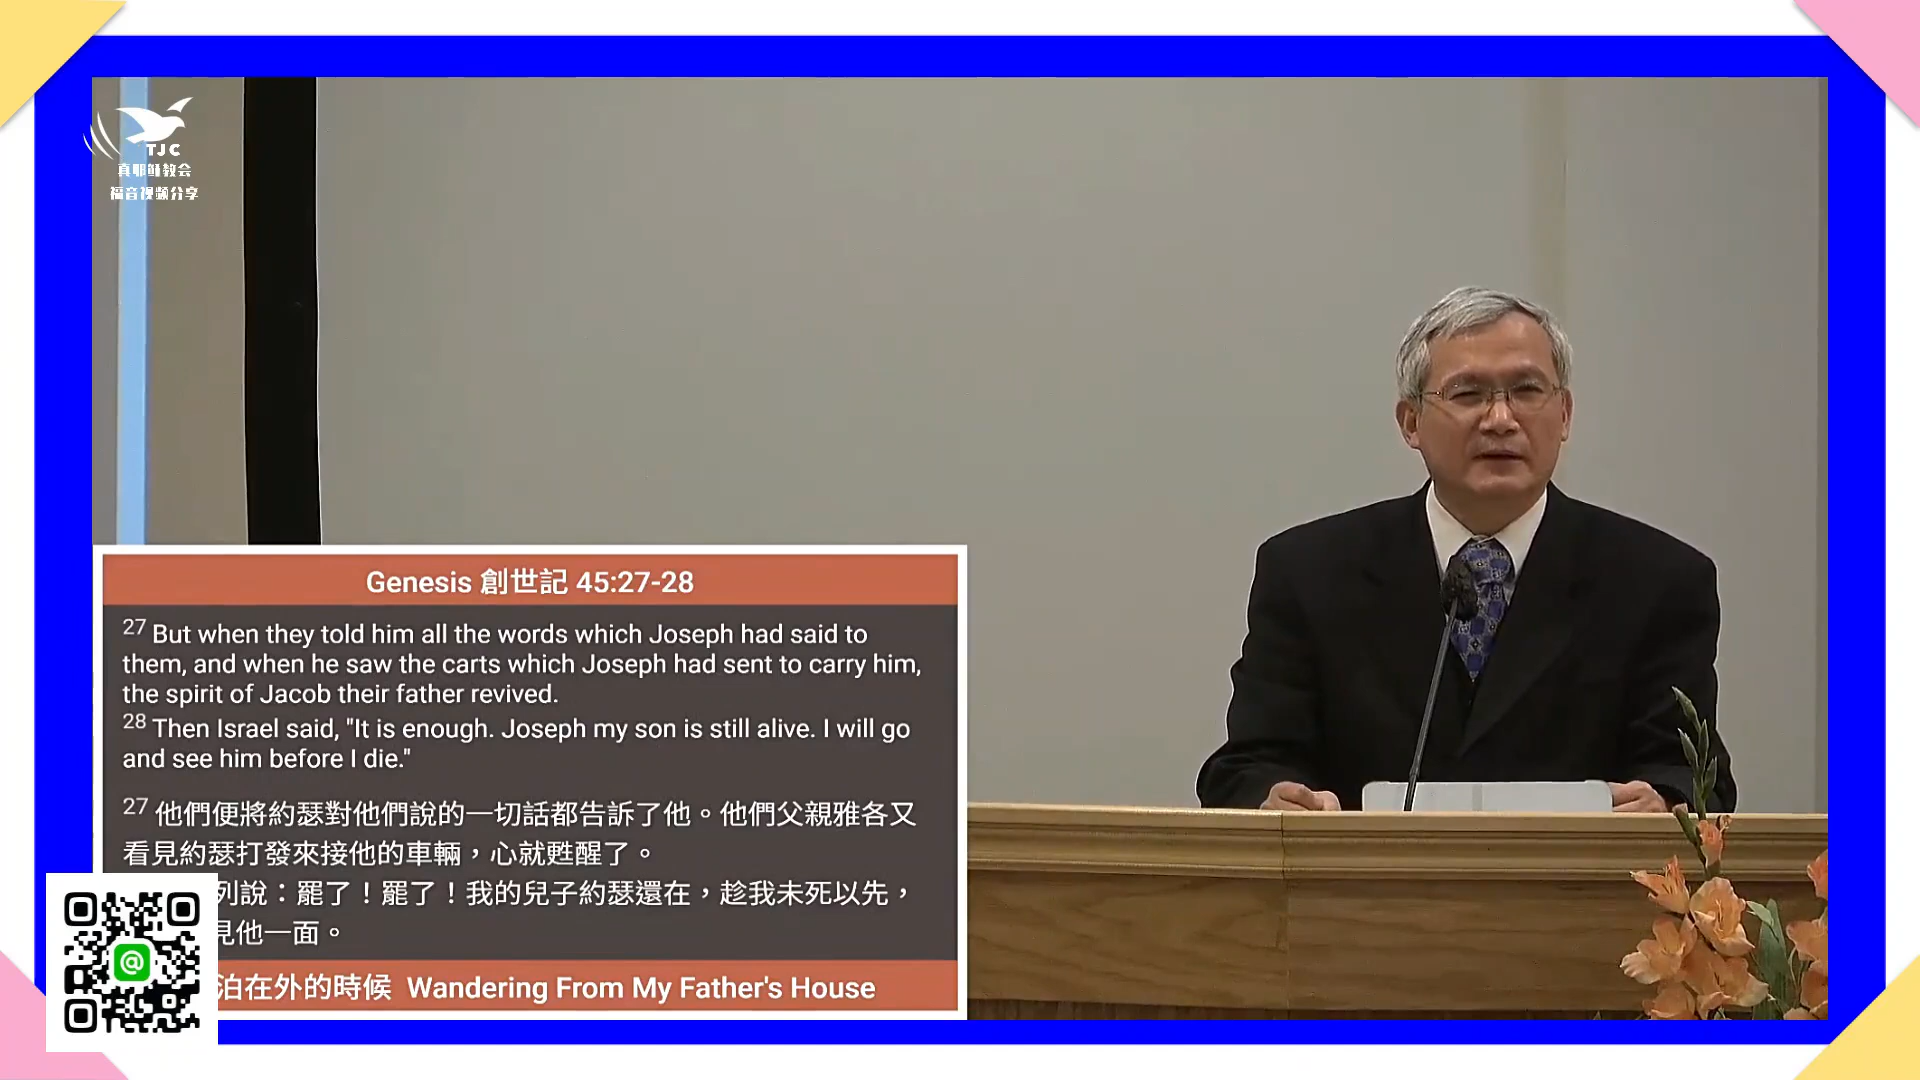 TJC
真耶稣教会
福音视频分享
Genesis 創世記 45:27-28
27 But when they told him all the words which Joseph had said to
them, and when he saw the carts which Joseph had sent to carry him,
the spirit of Jacob their father revived.
28 Then Israel said, "It is enough. Joseph my son is still alive. I will go
and see him before I die."
27 他們便將約瑟對他們說的一切話都告訴了他。他們父親雅各又
看見約瑟打發來接他的車輛，心就甦醒了。
列說：罷了！罷了！我的兒子約瑟還在，趁我未死以先，
見他一面。
泊在外的時候 Wandering From My Father's House